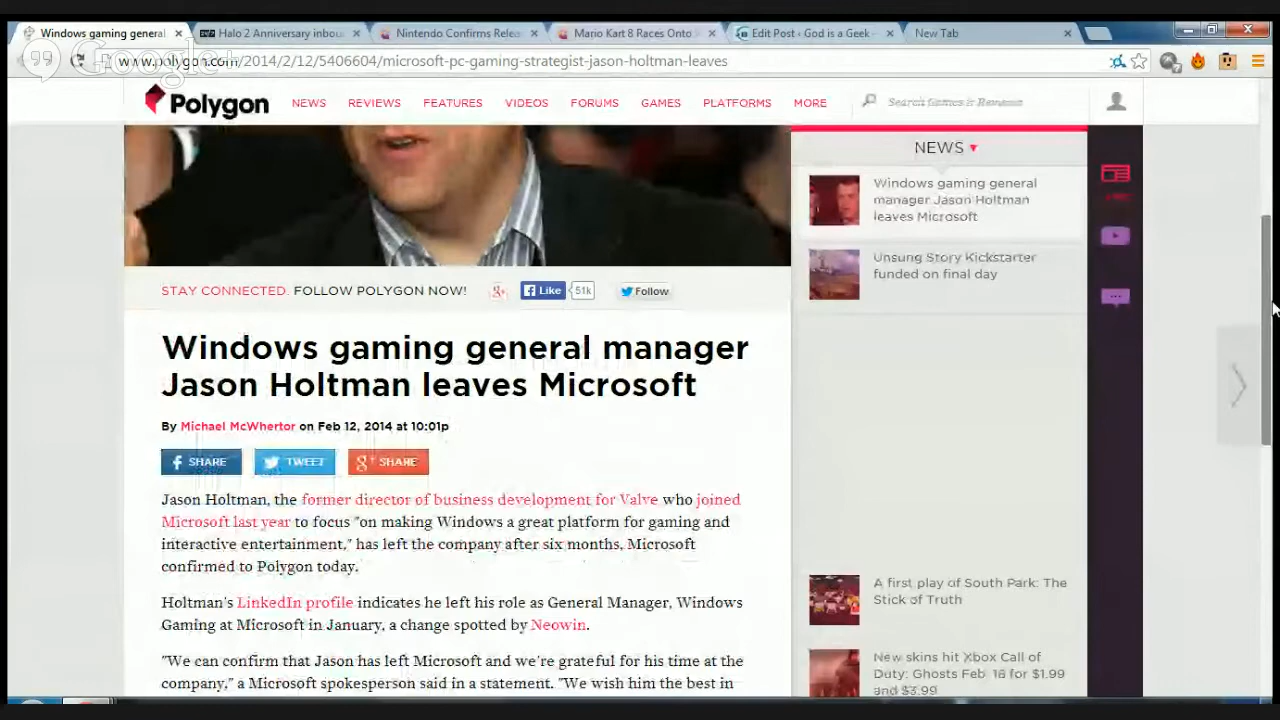 Windows gaming general
Halo 2 Anniversary inbou
Nintendo Confirms Relea
Mario Kart 8 Races Onto
Edit Post ‹ God is a Geek –
New Tab
Google+
www.polygon.com/2014/2/12/5406604/microsoft-pc-gaming-strategist-jason-holtman-leaves
Polygon
NEWS REVIEWS FEATURES VIDEOS FORUMS GAMES PLATFORMS MORE
NEWS
Windows gaming general
manager Jason Holtman
leaves Microsoft
Unsung Story Kickstarter
funded on final day
STAY CONNECTED. FOLLOW POLYGON NOW!
Like
51k
Follow
Windows gaming general manager
Jason Holtman leaves Microsoft
By Michael McWhertor on Feb 12, 2014 at 10:01p
SHARE
TWEET
SHARE
Jason Holtman, the former director of business development for Valve who joined
Microsoft last year to focus "on making Windows a great platform for gaming and
interactive entertainment," has left the company after six months, Microsoft
confirmed to Polygon today.
Holtman's LinkedIn profile indicates he left his role as General Manager, Windows
Gaming at Microsoft in January, a change spotted by Neowin.
"We can confirm that Jason has left Microsoft and we're grateful for his time at the
company," a Microsoft spokesperson said in a statement. "We wish him the best in
A first play of South Park: The
Stick of Truth
New skins hit Xbox Call of
Duty: Ghosts Feb. 18 for $1.99
and $3.99